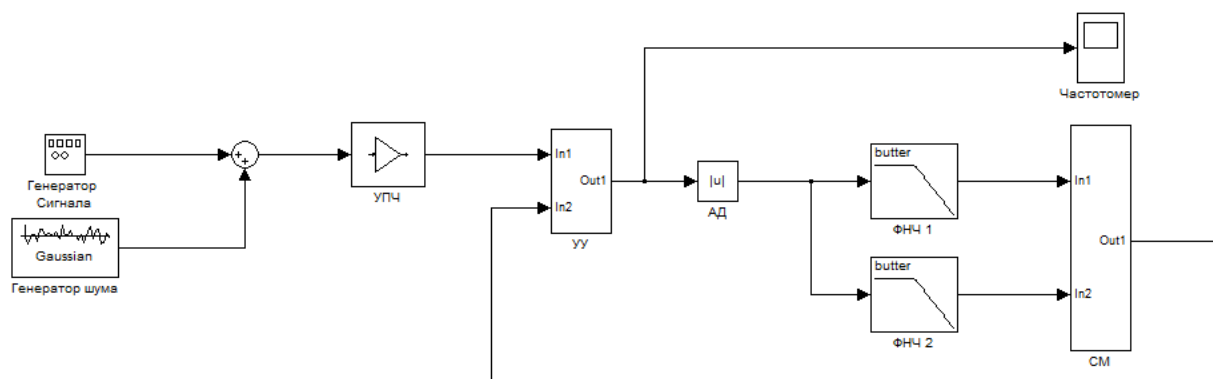 Частотомер
Генератор
Сигнала
Gaussian
Генератор шума
+
+
УПЧ
In1
In2
Out1
УУ
|u|
АД
butter
ФНЧ 1
butter
ФНЧ 2
In1
In2
Out1
СМ